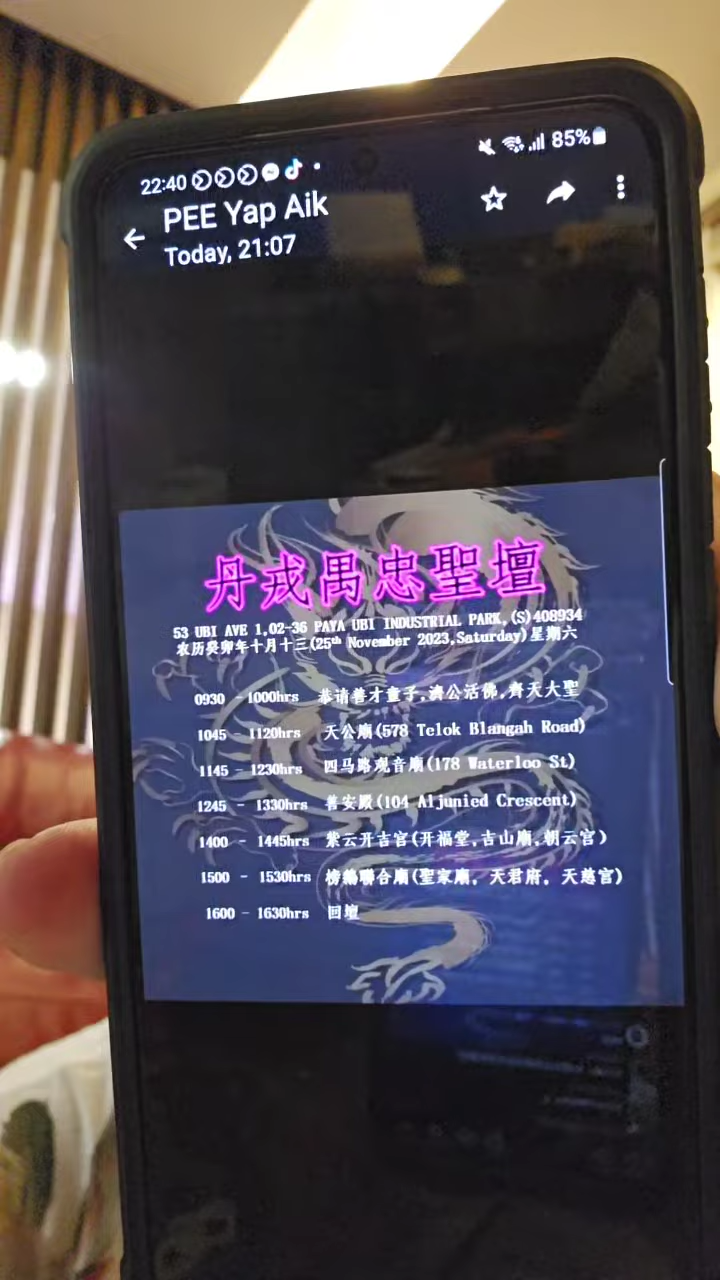 22:40 85%
PEE Yap Aik
Today, 21:07
丹戎禺忠聖壇
53 UBI AVE 1,02-36 PAYA UBI INDUSTRIAL PARK,(S)408934
农历癸卯年十月十三(25th November 2023,Saturday)星期六
0930 - 1000hrs 恭请善才童子,濟公活佛,齊天大聖
1045 - 1120hrs 天公廟(578 Telok Blangah Road)
1145 - 1230hrs 四马路观音廟(178 Waterloo St)
1245 - 1330hrs 善安殿(104 Aljunied Crescent)
1400 - 1445hrs 紫云开吉宫(开福堂,吉山廟,朝云宫)
1500 - 1530hrs 聯合廟(聖家廟, 天君府, 天慈宫)
1600 - 1630hrs 回壇